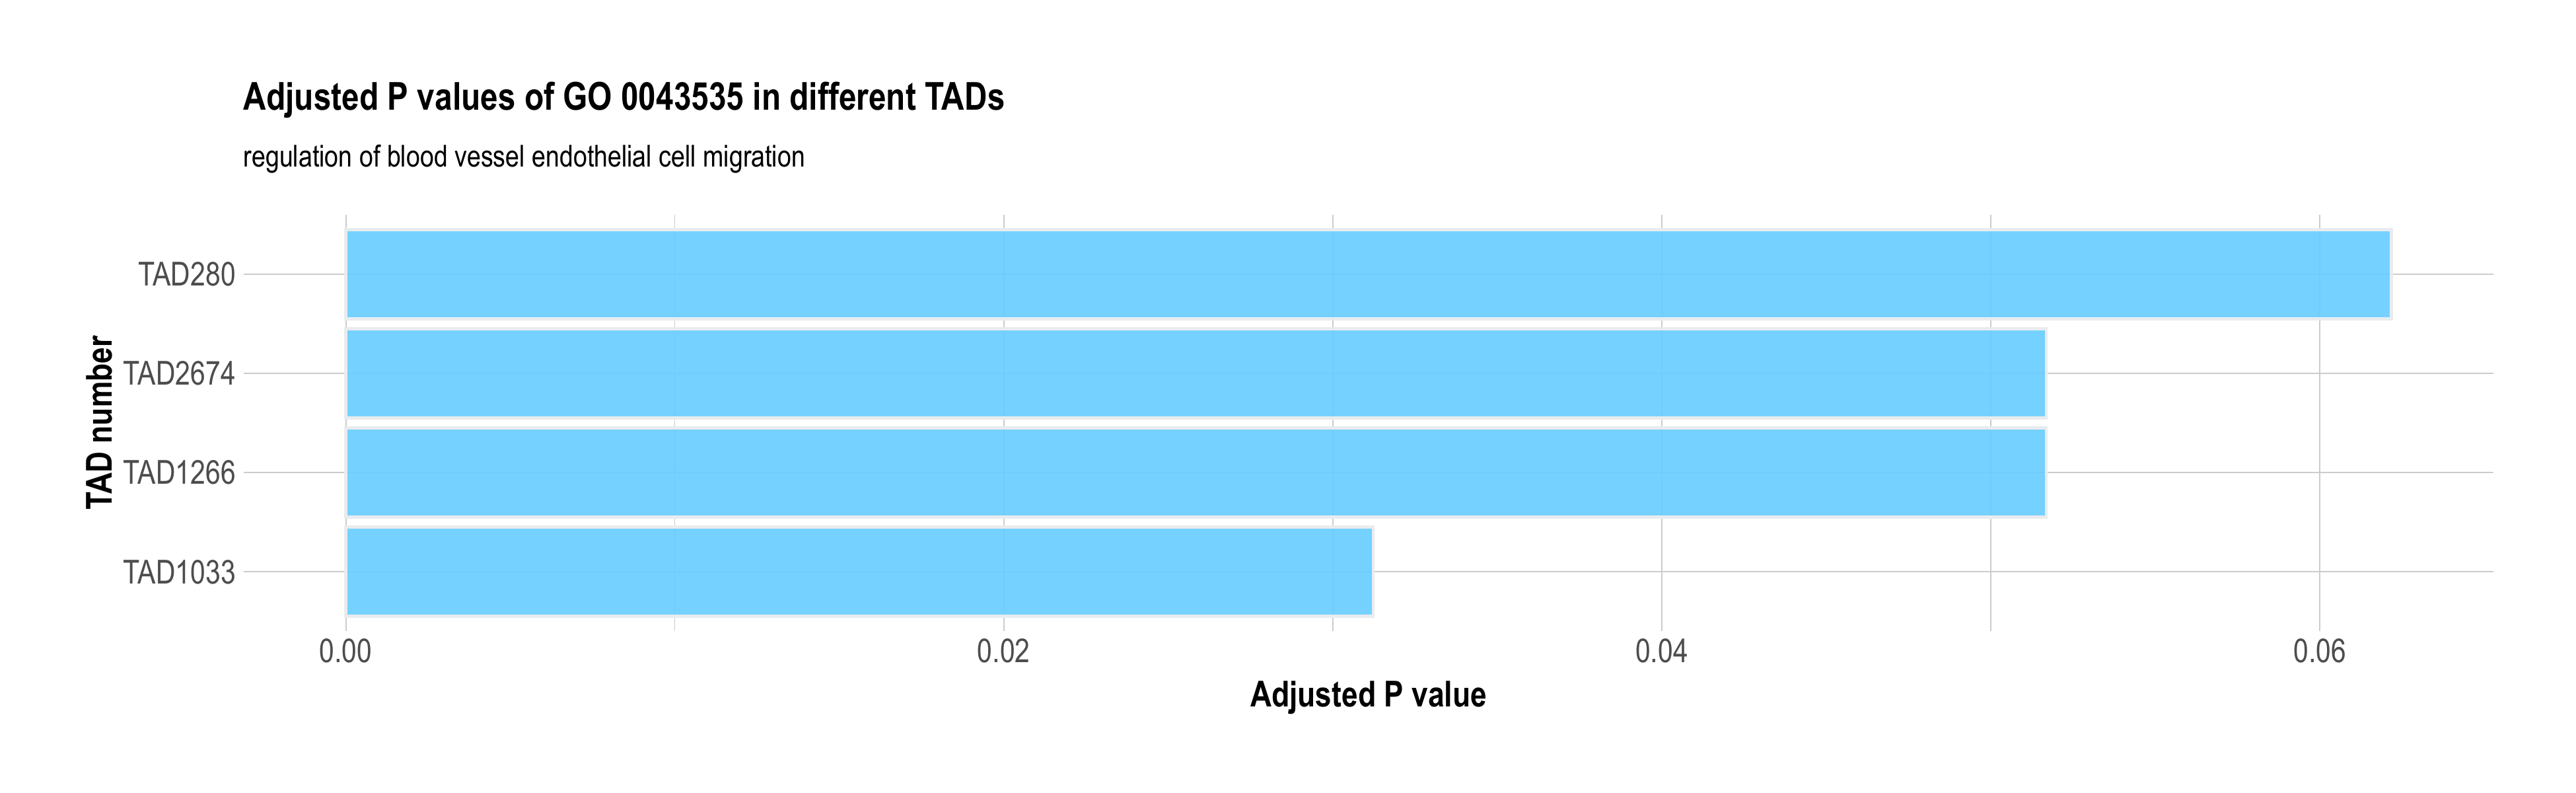 Adjusted P values of GO 0043535 in different TADs
regulation of blood vessel endothelial cell migration
TAD number
TAD280
TAD2674
TAD1266
TAD1033
0.00 0.02 0.04 0.06
Adjusted P value